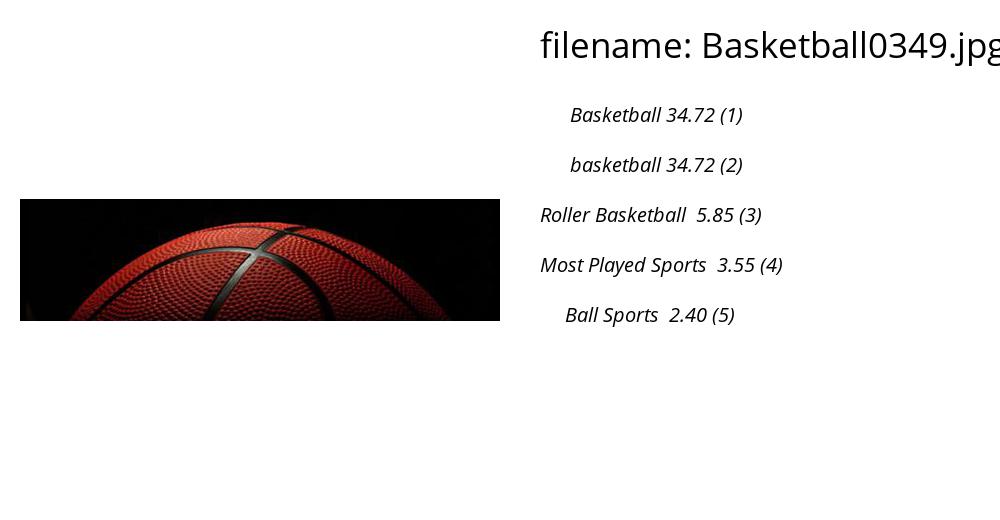 filename: Basketball0349.jpg
Basketball 34.72 (1)
basketball 34.72 (2)
Roller Basketball 5.85 (3)
Most Played Sports 3.55 (4)
Ball Sports 2.40 (5)